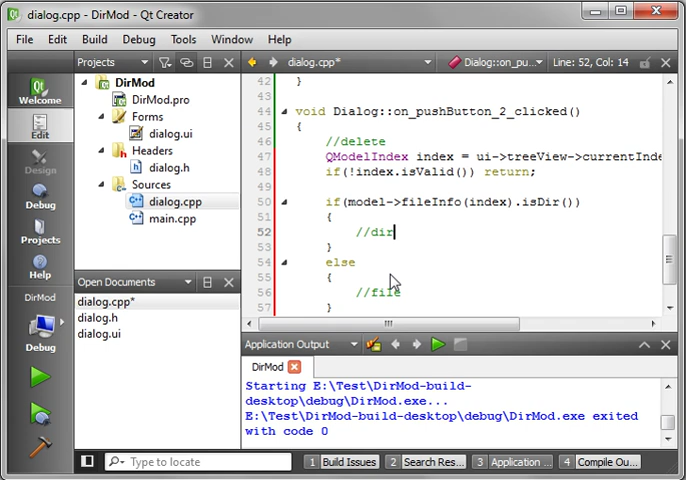 dialog.cpp - DirMod - Qt Creator
File Edit Build Debug Tools Window Help
Projects dialog.cpp* Dialog::on_pu... Line: 52, Col: 14
Welcome
Edit
Design
Debug
Projects
Help
DirMod
Debug
DirMod
DirMod.pro
Forms
dialog.ui
Headers
dialog.h
Sources
dialog.cpp
main.cpp
Open Documents
dialog.cpp*
dialog.h
dialog.ui
42 }
43
44 void Dialog::on_pushButton_2_clicked()
45 {
46 //delete
47 QModelIndex index = ui->treeView->currentInde
48 if(!index.isValid()) return;
49
50 if(model->fileInfo(index).isDir())
51 {
52 //dir
53 }
54 else
55 {
56 //file
57 }
Application Output
DirMod
Starting E:\Test\DirMod-build-
desktop\debug\DirMod.exe...
E:\Test\DirMod-build-desktop\debug\DirMod.exe exited
with code 0
Type to locate 1 Build Issues 2 Search Res... 3 Application ... 4 Compile Ou...